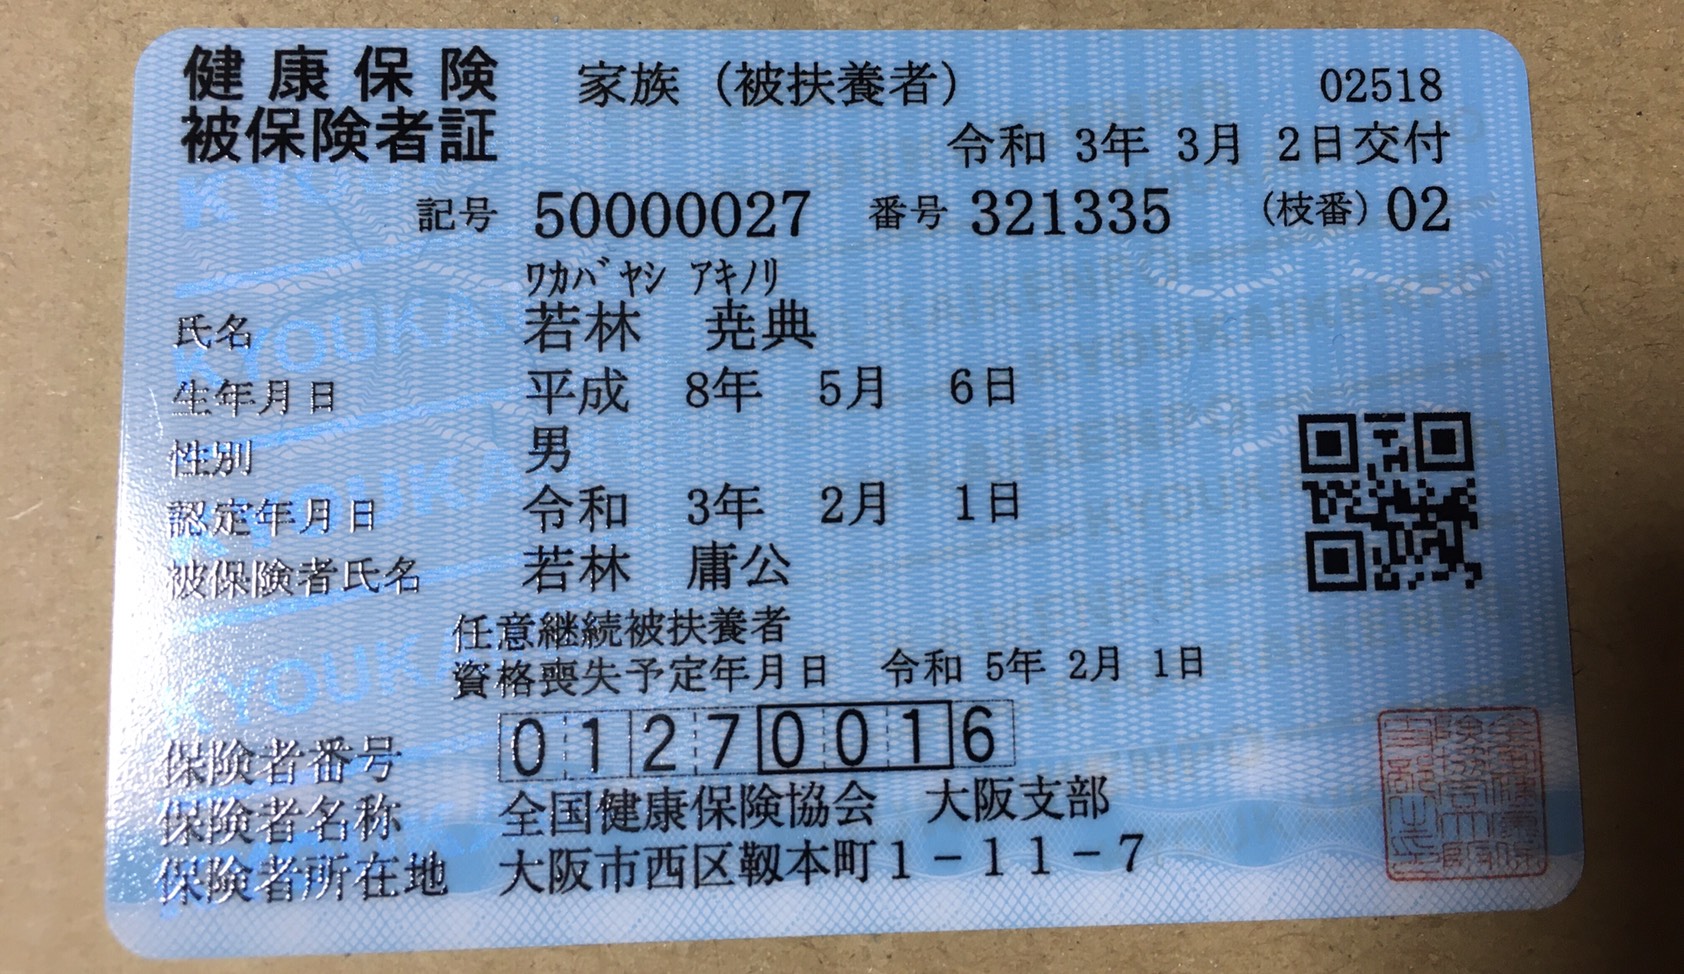 健康保険 家族（被扶養者） 02518
被保険者証 令和 3年 3月 2日交付
記号 50000027 番号 321335 （枝番）02
ワカバヤシ アキノリ
氏名 若林 尭典
生年月日 平成 8年 5月 6日
性別 男
認定年月日 令和 3年 2月 1日
被保険者氏名 若林 庸公
任意継続被扶養者
資格喪失予定年月日 令和 5年 2月 1日
保険者番号 01270016
保険者名称 全国健康保険協会 大阪支部
保険者所在地 大阪市西区靱本町1－11－7